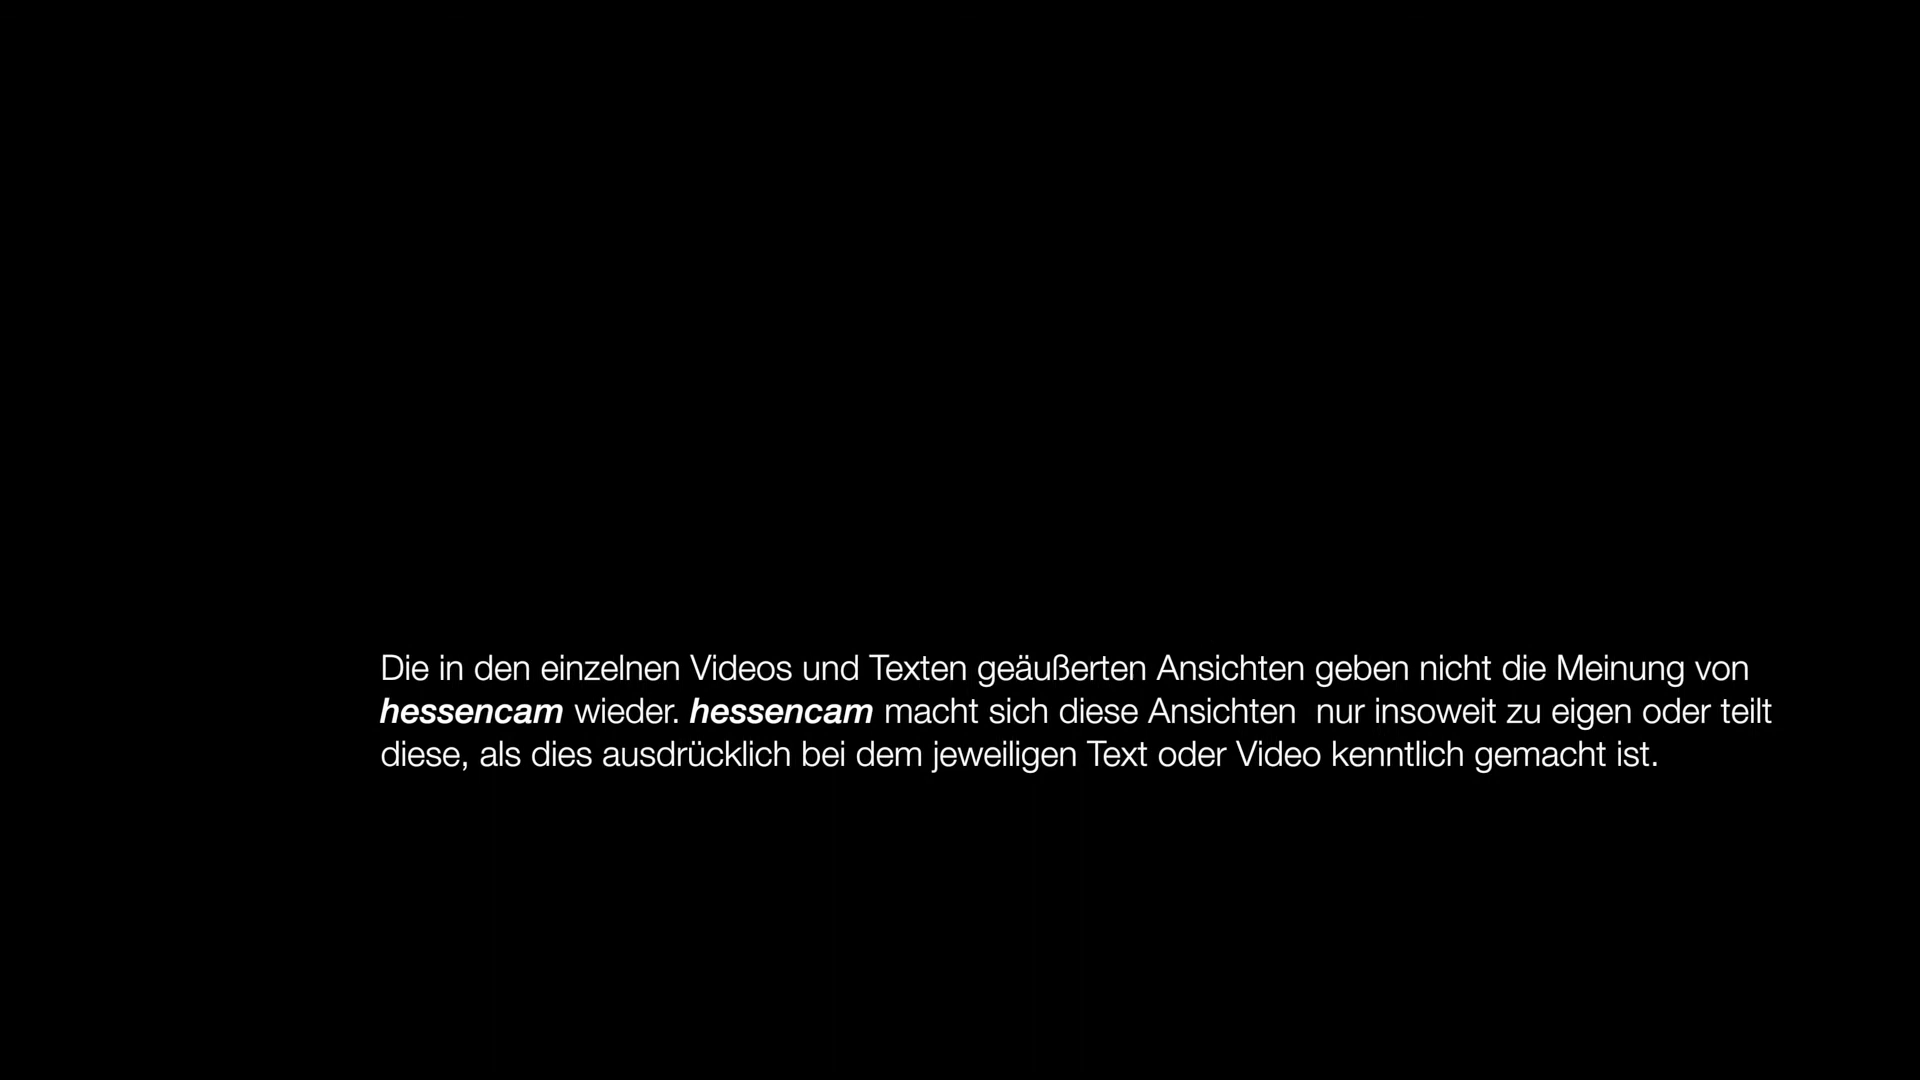 Die in den einzelnen Videos und Texten geäußerten Ansichten geben nicht die Meinung von
hessencam wieder. hessencam macht sich diese Ansichten  nur insoweit zu eigen oder teilt
diese, als dies ausdrücklich bei dem jeweiligen Text oder Video kenntlich gemacht ist.